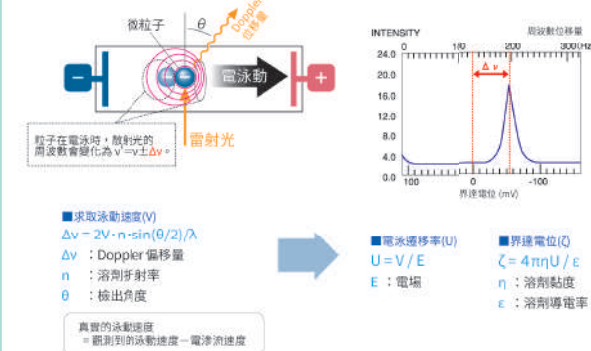 微粒子
θ
Doppler
位移量
電泳動
粒子在電泳時，散射光的
周波數會變化為 ν'=ν±Δν。
雷射光
INTENSITY
周波數位移量
0 100 200 300(Hz)
Δν
24.0
20.0
16.0
12.0
8.0
4.0
0.0
100 0 -100
界達電位 (mV)
■求取泳動速度(V)
Δν = 2V·n·sin(θ/2)/λ
Δν ：Doppler 偏移量
n ：溶劑折射率
θ ：檢出角度
真實的泳動速度
= 觀測到的泳動速度－電滲流速度
■電泳遷移率(U)
U = V / E
E ：電場
■界達電位(ζ)
ζ = 4πηU / ε
η ：溶劑黏度
ε ：溶劑導電率